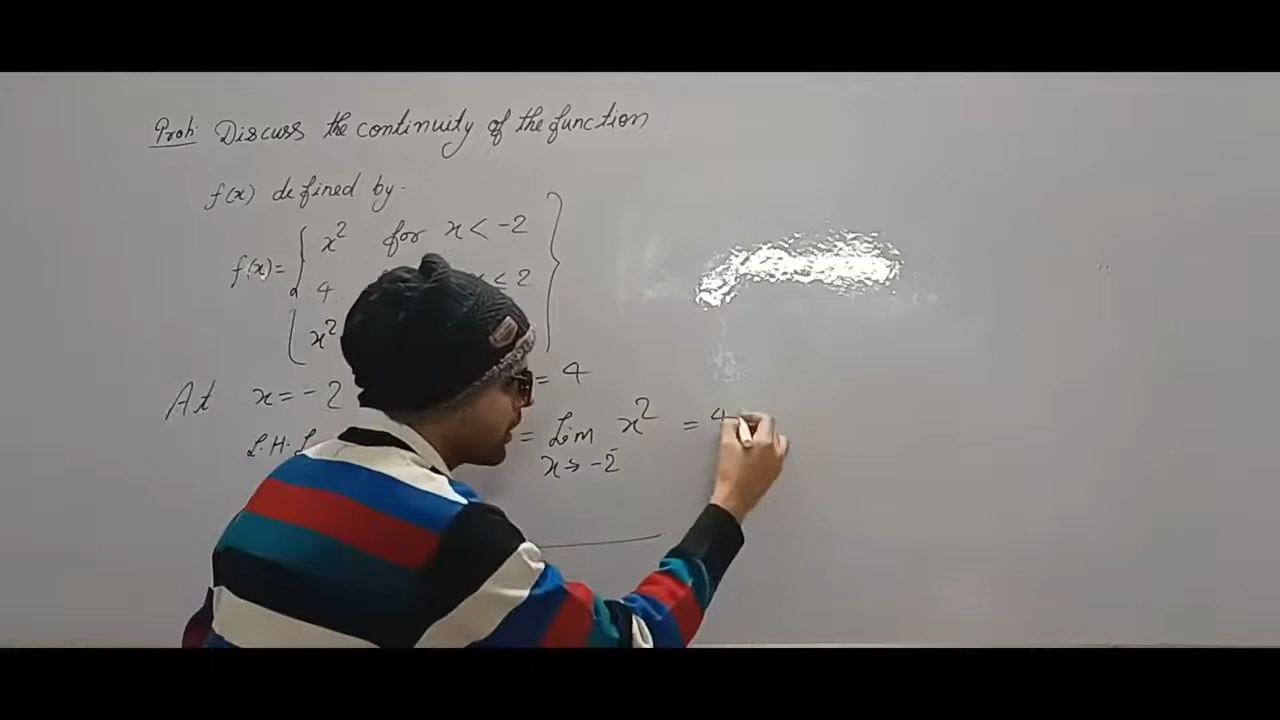 Prob: Discuss the continuity of the function
f(x) defined by-
x² for x < -2
f(x) =
4 < 2
x²
At x = -2 = 4
L.H.L = Lim x² = 4
x → -2⁻